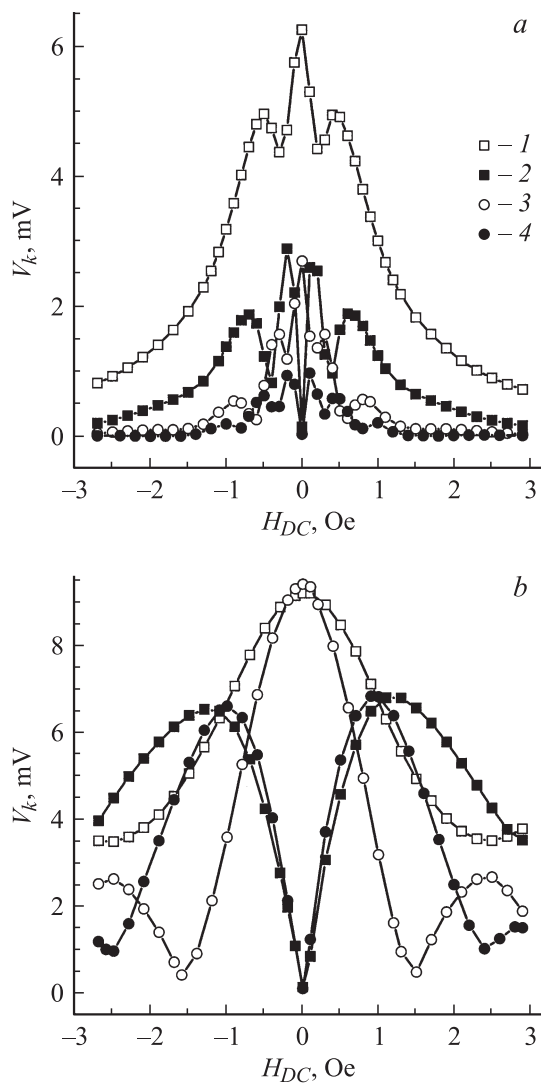 a
6
4
2
0
V_k, mV
– 1
– 2
– 3
– 4
–3 –2 –1 0 1 2 3
H_DC, Oe
b
8
6
4
2
0
V_k, mV
–3 –2 –1 0 1 2 3
H_DC, Oe